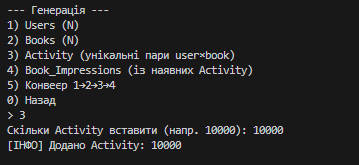 --- Генерація ---
1) Users (N)
2) Books (N)
3) Activity (унікальні пари user×book)
4) Book_Impressions (із наявних Activity)
5) Конвеєр 1→2→3→4
0) Назад
> 3
Скільки Activity вставити (напр. 10000): 10000
[ІНФО] Додано Activity: 10000